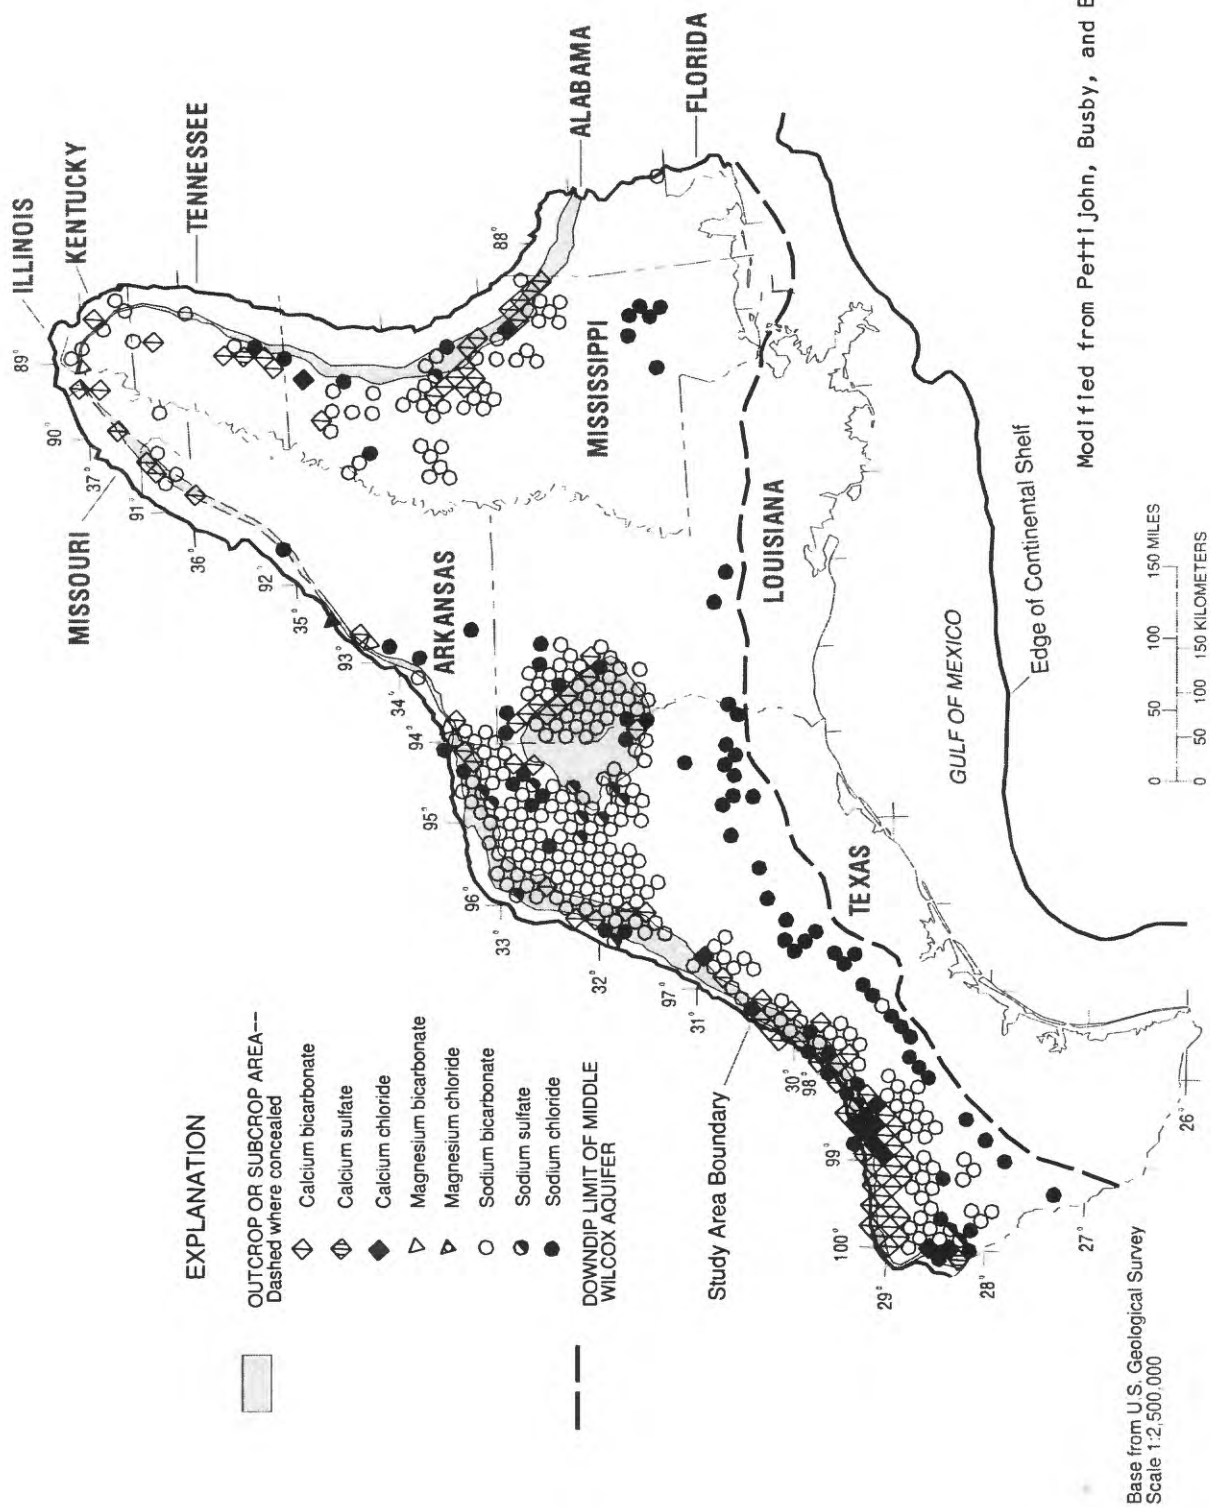 EXPLANATION
OUTCROP OR SUBCROP AREA--
Dashed where concealed
Calcium bicarbonate
Calcium sulfate
Calcium chloride
Magnesium bicarbonate
Magnesium chloride
Sodium bicarbonate
Sodium sulfate
Sodium chloride
DOWNDIP LIMIT OF MIDDLE
WILCOX AQUIFER
Study Area Boundary
ILLINOIS
KENTUCKY
TENNESSEE
MISSOURI
ARKANSAS
MISSISSIPPI
ALABAMA
FLORIDA
LOUISIANA
TEXAS
GULF OF MEXICO
Edge of Continental Shelf
89°
90°
37°
91°
36°
92°
35°
93°
34°
94°
95°
96°
33°
32°
97°
31°
30°
98°
99°
100°
29°
28°
27°
26°
88°
0 50 100 150 MILES
0 50 100 150 KILOMETERS
Base from U.S. Geological Survey
Scale 1:2,500,000
Modified from Pettijohn, Busby, and